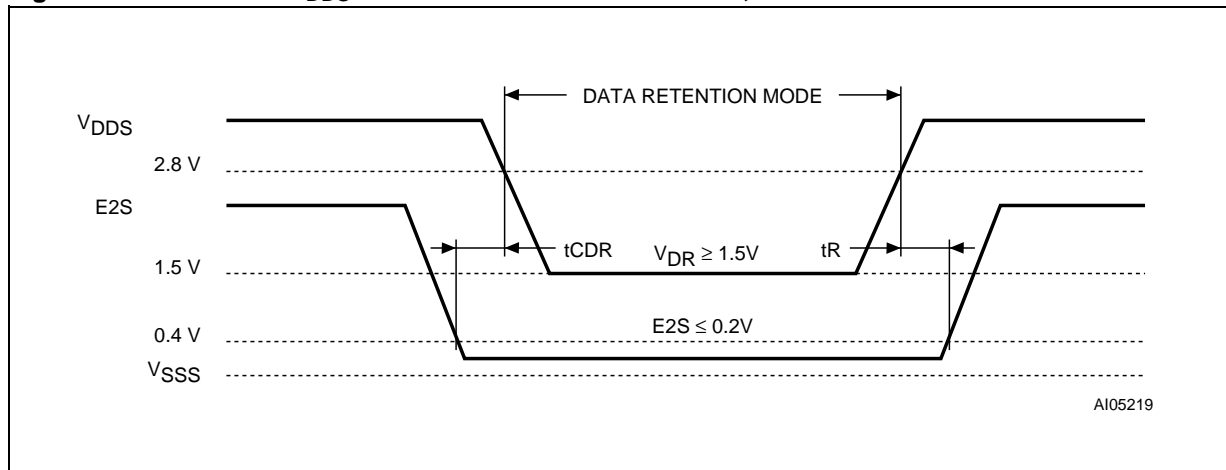 DDS
DATA RETENTION MODE
VDDS
2.8 V
E2S
tCDR
VDR ≥ 1.5V
tR
1.5 V
E2S ≤ 0.2V
0.4 V
VSSS
AI05219